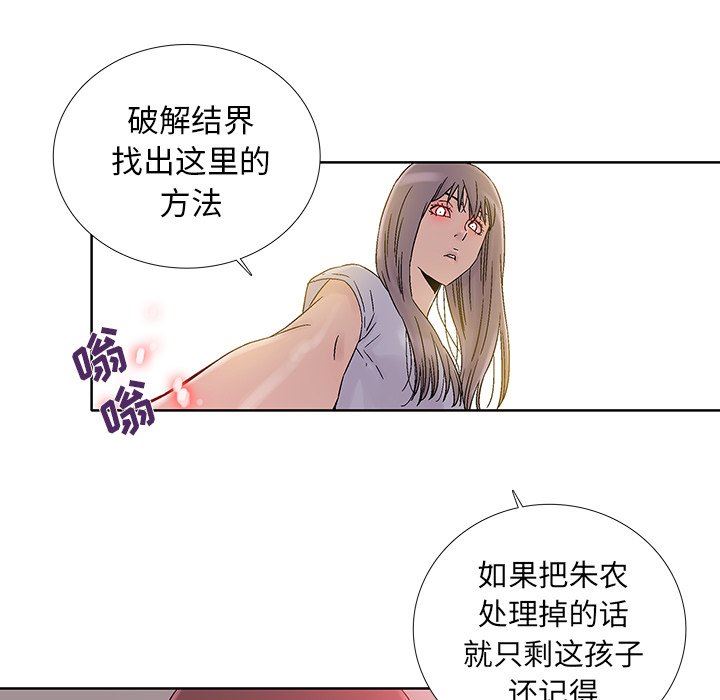 破解结界
找出这里的
方法
嗡
嗡
如果把朱农
处理掉的话
就只剩这孩子
还记得